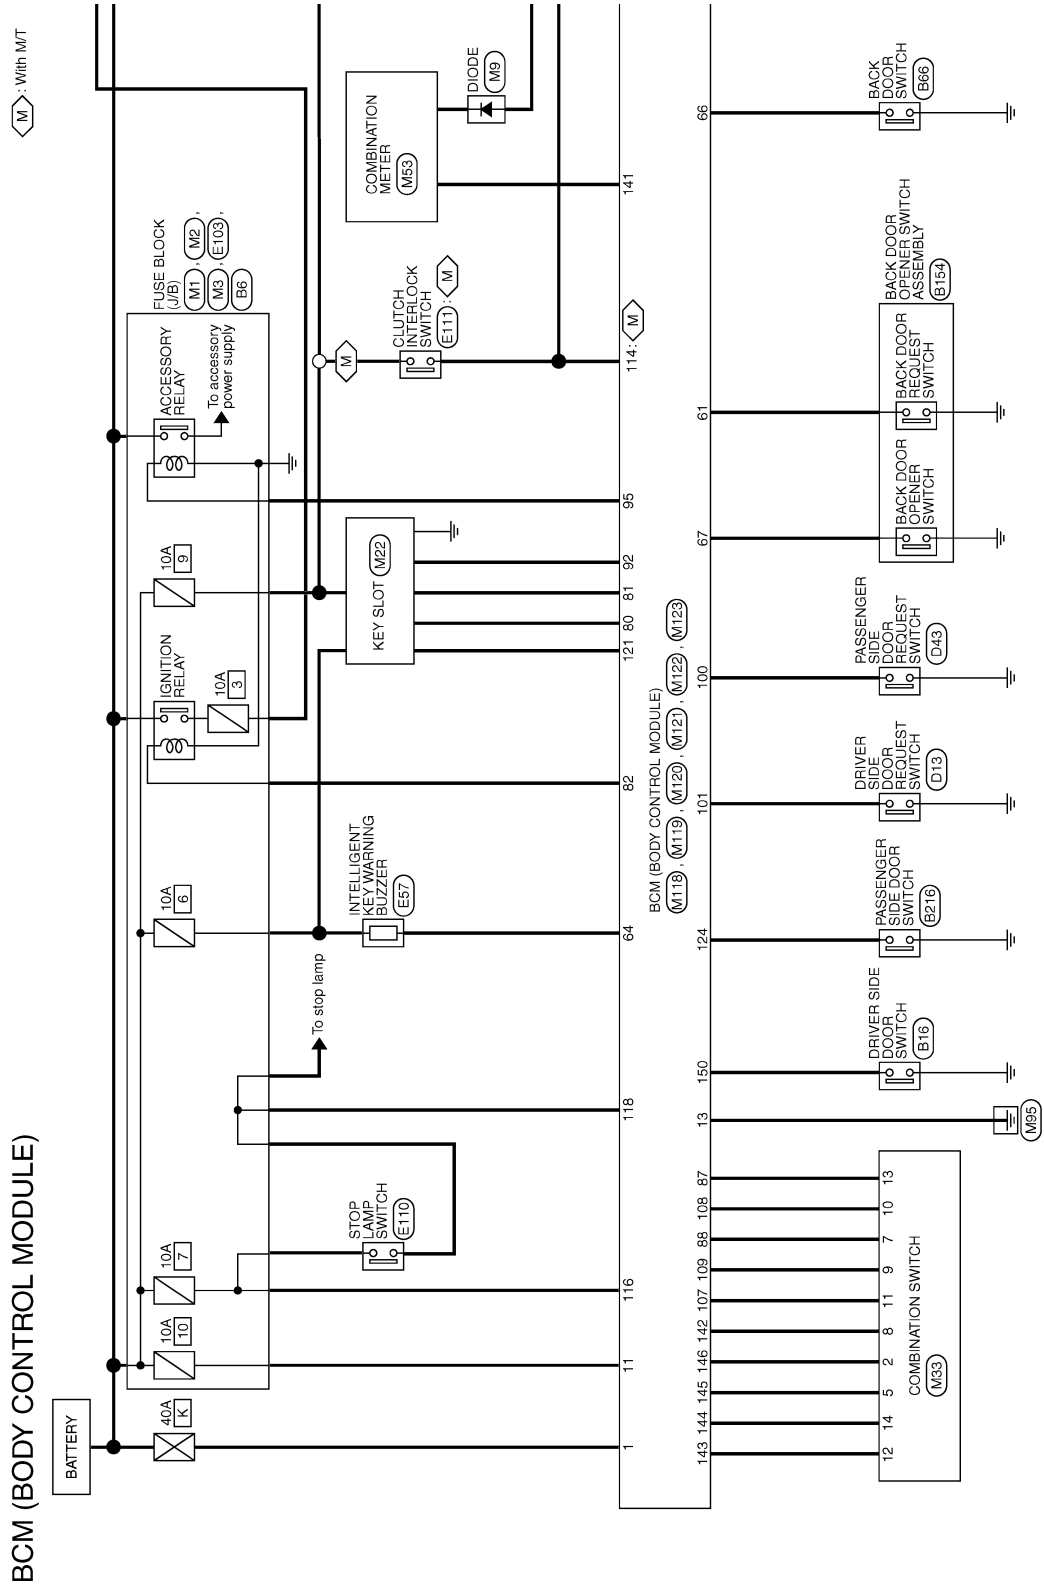 BCM (BODY CONTROL MODULE)
M : With M/T
BATTERY
40A
K
10A
10
10A
7
10A
6
10A
9
IGNITION
RELAY
10A
3
ACCESSORY
RELAY
To accessory
power supply
FUSE BLOCK
(J/B)
M1 , M2 ,
M3 , E103 ,
B6
STOP
LAMP
SWITCH
E110
To stop lamp
INTELLIGENT
KEY WARNING
BUZZER
E57
KEY SLOT M22
M
CLUTCH
INTERLOCK
SWITCH
E111 : M
COMBINATION
METER
M53
DIODE
M9
1
11
116
118
64
82
121
80
81
92
95
114: M
141
BCM (BODY CONTROL MODULE)
M118 , M119 , M120 , M121 , M122 , M123
143
144
145
146
142
107
109
88
108
87
13
150
124
101
100
67
61
66
12
14
5
2
8
11
9
7
10
13
COMBINATION SWITCH
M33
M95
DRIVER SIDE
DOOR
SWITCH
B16
PASSENGER
SIDE DOOR
SWITCH
B216
DRIVER
SIDE
DOOR
REQUEST
SWITCH
D13
PASSENGER
SIDE
DOOR
REQUEST
SWITCH
D43
BACK DOOR
OPENER
SWITCH
BACK DOOR
REQUEST
SWITCH
BACK DOOR
OPENER SWITCH
ASSEMBLY
B154
BACK
DOOR
SWITCH
B66